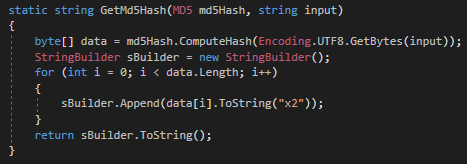 static string GetMd5Hash(MD5 md5Hash, string input)
{
    byte[] data = md5Hash.ComputeHash(Encoding.UTF8.GetBytes(input));
    StringBuilder sBuilder = new StringBuilder();
    for (int i = 0; i < data.Length; i++)
    {
        sBuilder.Append(data[i].ToString("x2"));
    }
    return sBuilder.ToString();
}